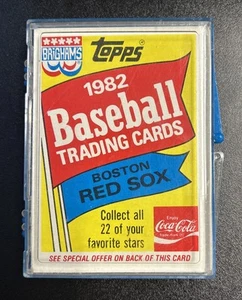 BRIGHAMS
TOPPS
1982
Baseball
TRADING CARDS
BOSTON
RED SOX
Collect all
22 of your
favorite stars
Enjoy
Coca-Cola
SEE SPECIAL OFFER ON BACK OF THIS CARD